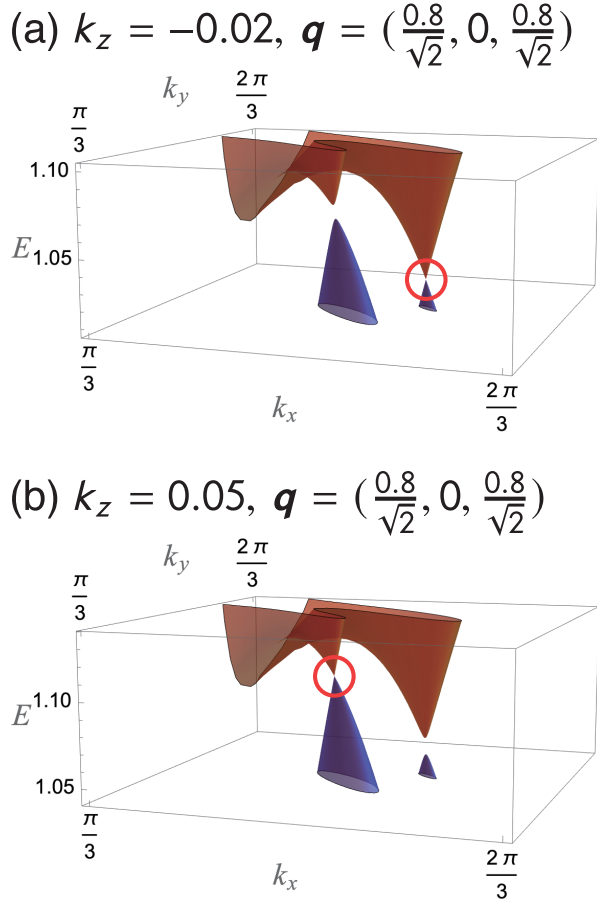 (a) k_z = −0.02, q = (0.8/√2, 0, 0.8/√2)
k_y
2π/3
π/3
1.10
E
1.05
π/3
2π/3
k_x
(b) k_z = 0.05, q = (0.8/√2, 0, 0.8/√2)
k_y
2π/3
π/3
E
1.10
1.05
π/3
2π/3
k_x